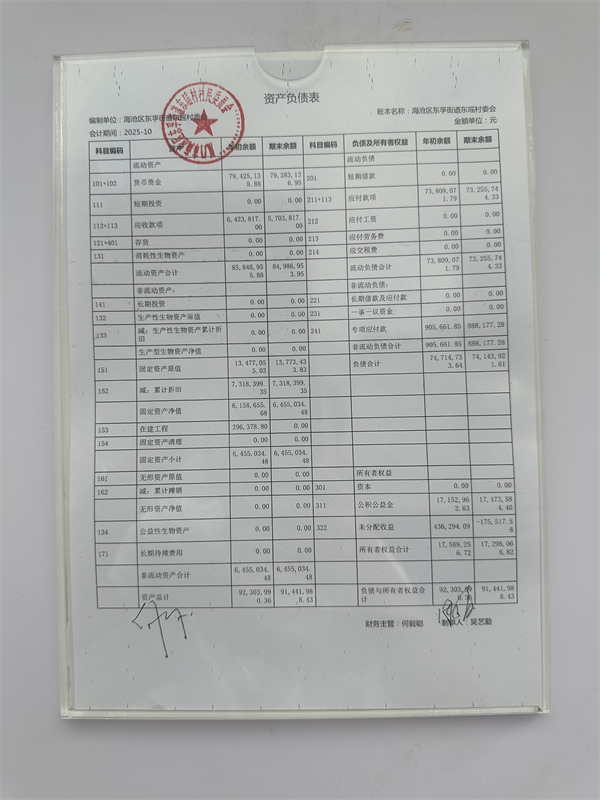 资产负债表
编制单位：海沧区东孚街道东瑶村委会 账本名称：海沧区东孚街道东瑶村委会
会计期间：2025-10 金额单位：元
科目编码 资产 年初余额 期末余额 科目编码 负债及所有者权益 年初余额 期末余额
流动资产 流动负债
101+102 货币资金 79,425,138.88 79,283,136.95 201 短期借款 0.00 0.00
111 短期投资 0.00 0.00 211+113 应付款项 73,809,071.79 73,255,744.33
112+113 应收款项 6,423,817.00 5,703,817.00 212 应付工资 0.00 0.00
121+401 存货 0.00 0.00 213 应付劳务费 0.00 0.00
131 消耗性生物资产 0.00 0.00 214 应交税费 0.00 0.00
流动资产合计 85,848,955.88 84,986,953.95 流动负债合计 73,809,071.79 73,255,744.33
非流动资产： 非流动负债：
141 长期投资 0.00 0.00 221 长期借款及应付款 0.00 0.00
132 生产性生物资产原值 0.00 0.00 231 一事一议资金 0.00 0.00
133 减：生产性生物资产累计折旧 0.00 0.00 241 专项应付款 905,661.85 888,177.28
生产型生物资产净值 0.00 0.00 非流动负债合计 905,661.85 888,177.28
151 固定资产原值 13,477,055.03 13,773,433.83 负债合计 74,714,733.64 74,143,921.61
152 减：累计折旧 7,318,399.35 7,318,399.35
固定资产净值 6,158,655.68 6,455,034.48
153 在建工程 296,378.80 0.00
154 固定资产清理 0.00 0.00
固定资产小计 6,455,034.48 6,455,034.48
161 无形资产原值 0.00 0.00 所有者权益
162 减：累计摊销 0.00 0.00 301 资本 0.00 0.00
无形资产净值 0.00 0.00 311 公积公益金 17,152,962.63 17,473,584.40
134 公益性生物资产 0.00 0.00 322 未分配收益 436,294.09 -175,517.58
171 长期待摊费用 0.00 0.00 所有者权益合计 17,589,256.72 17,298,066.82
非流动资产合计 6,455,034.48 6,455,034.48
资产总计 92,303,990.36 91,441,988.43 负债与所有者权益合计 92,303,990.36 91,441,988.43
财务主管：何毅聪 制单人：吴艺勤